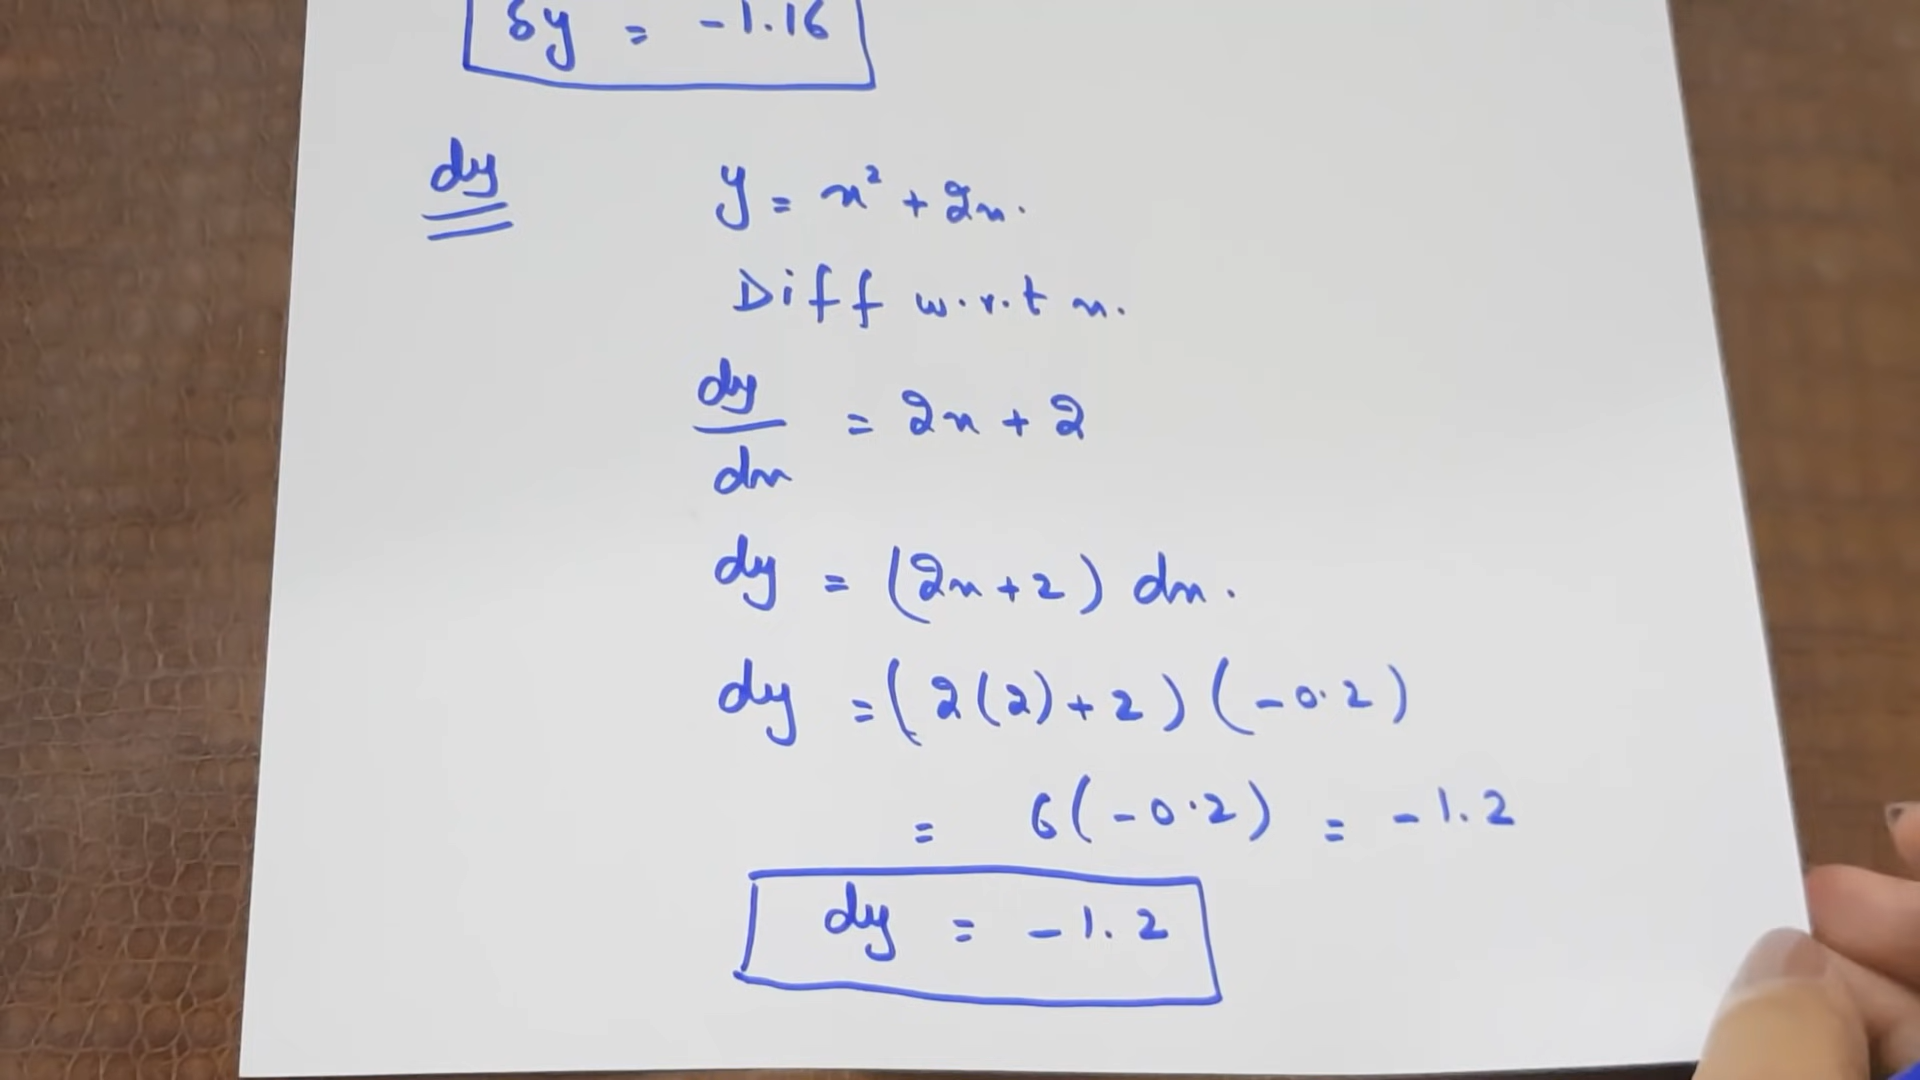 δy = -1.16
dy
y = x² + 2x.
Diff w.r.t x.
dy/dx = 2x + 2
dy = (2x+2) dx.
dy = (2(2)+2) (-0.2)
= 6(-0.2) = -1.2
dy = -1.2